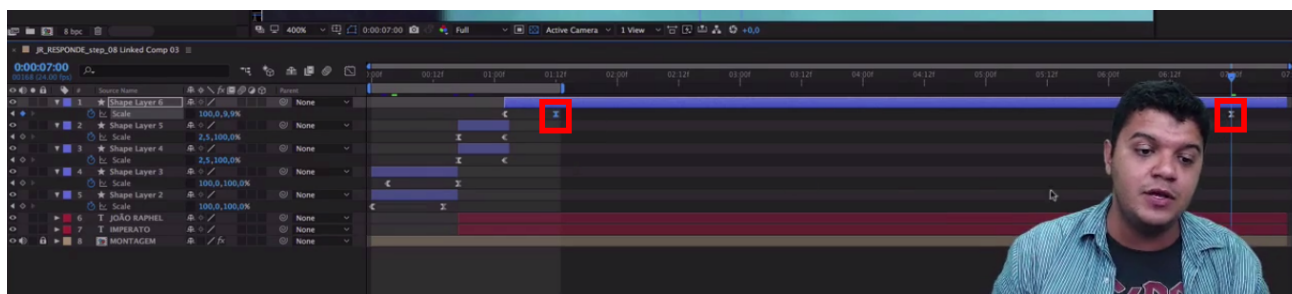 8 bpc
400%
0:00:07:00
Full
Active Camera
1 View
+0,0
JR_RESPONDE_step_08 Linked Comp 03
0:00:07:00
00168 (24.00 fps)
# Source Name Parent
00:12f 01:00f 01:12f 02:00f 02:12f 03:00f 03:12f 04:00f 04:12f 05:00f 05:12f 06:00f 06:12f
1 Shape Layer 6 None
Scale 100,0,9,9%
2 Shape Layer 5 None
Scale 2,5,100,0%
3 Shape Layer 4 None
Scale 2,5,100,0%
4 Shape Layer 3 None
Scale 100,0,100,0%
5 Shape Layer 2 None
Scale 100,0,100,0%
6 T JOÃO RAPHEL None
7 T IMPERATO None
8 MONTAGEM None